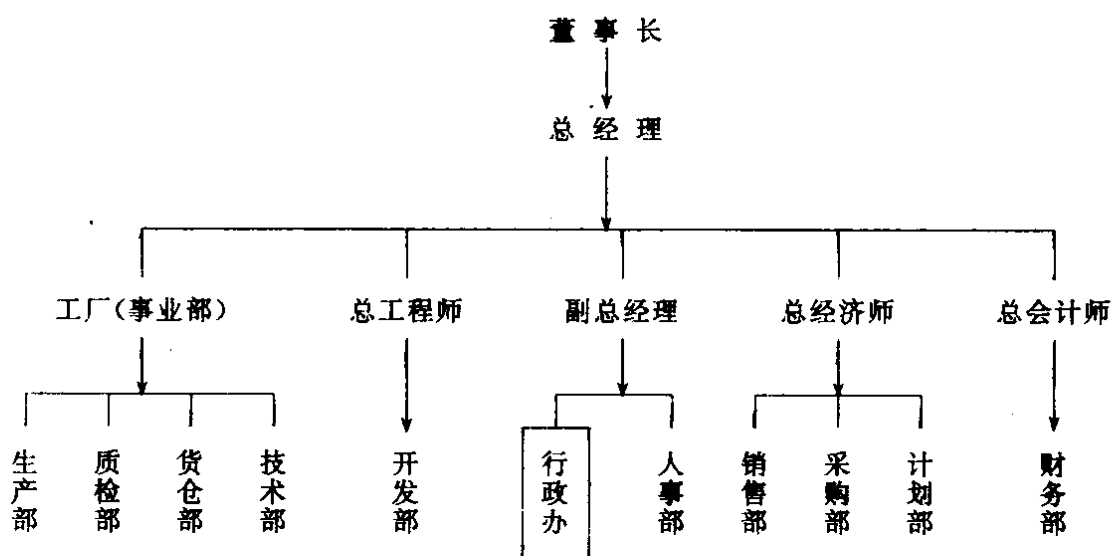 董事长
总经理
工厂(事业部) 总工程师 副总经理 总经济师 总会计师
生产部 质检部 货仓部 技术部 开发部 行政办 人事部 销售部 采购部 计划部 财务部